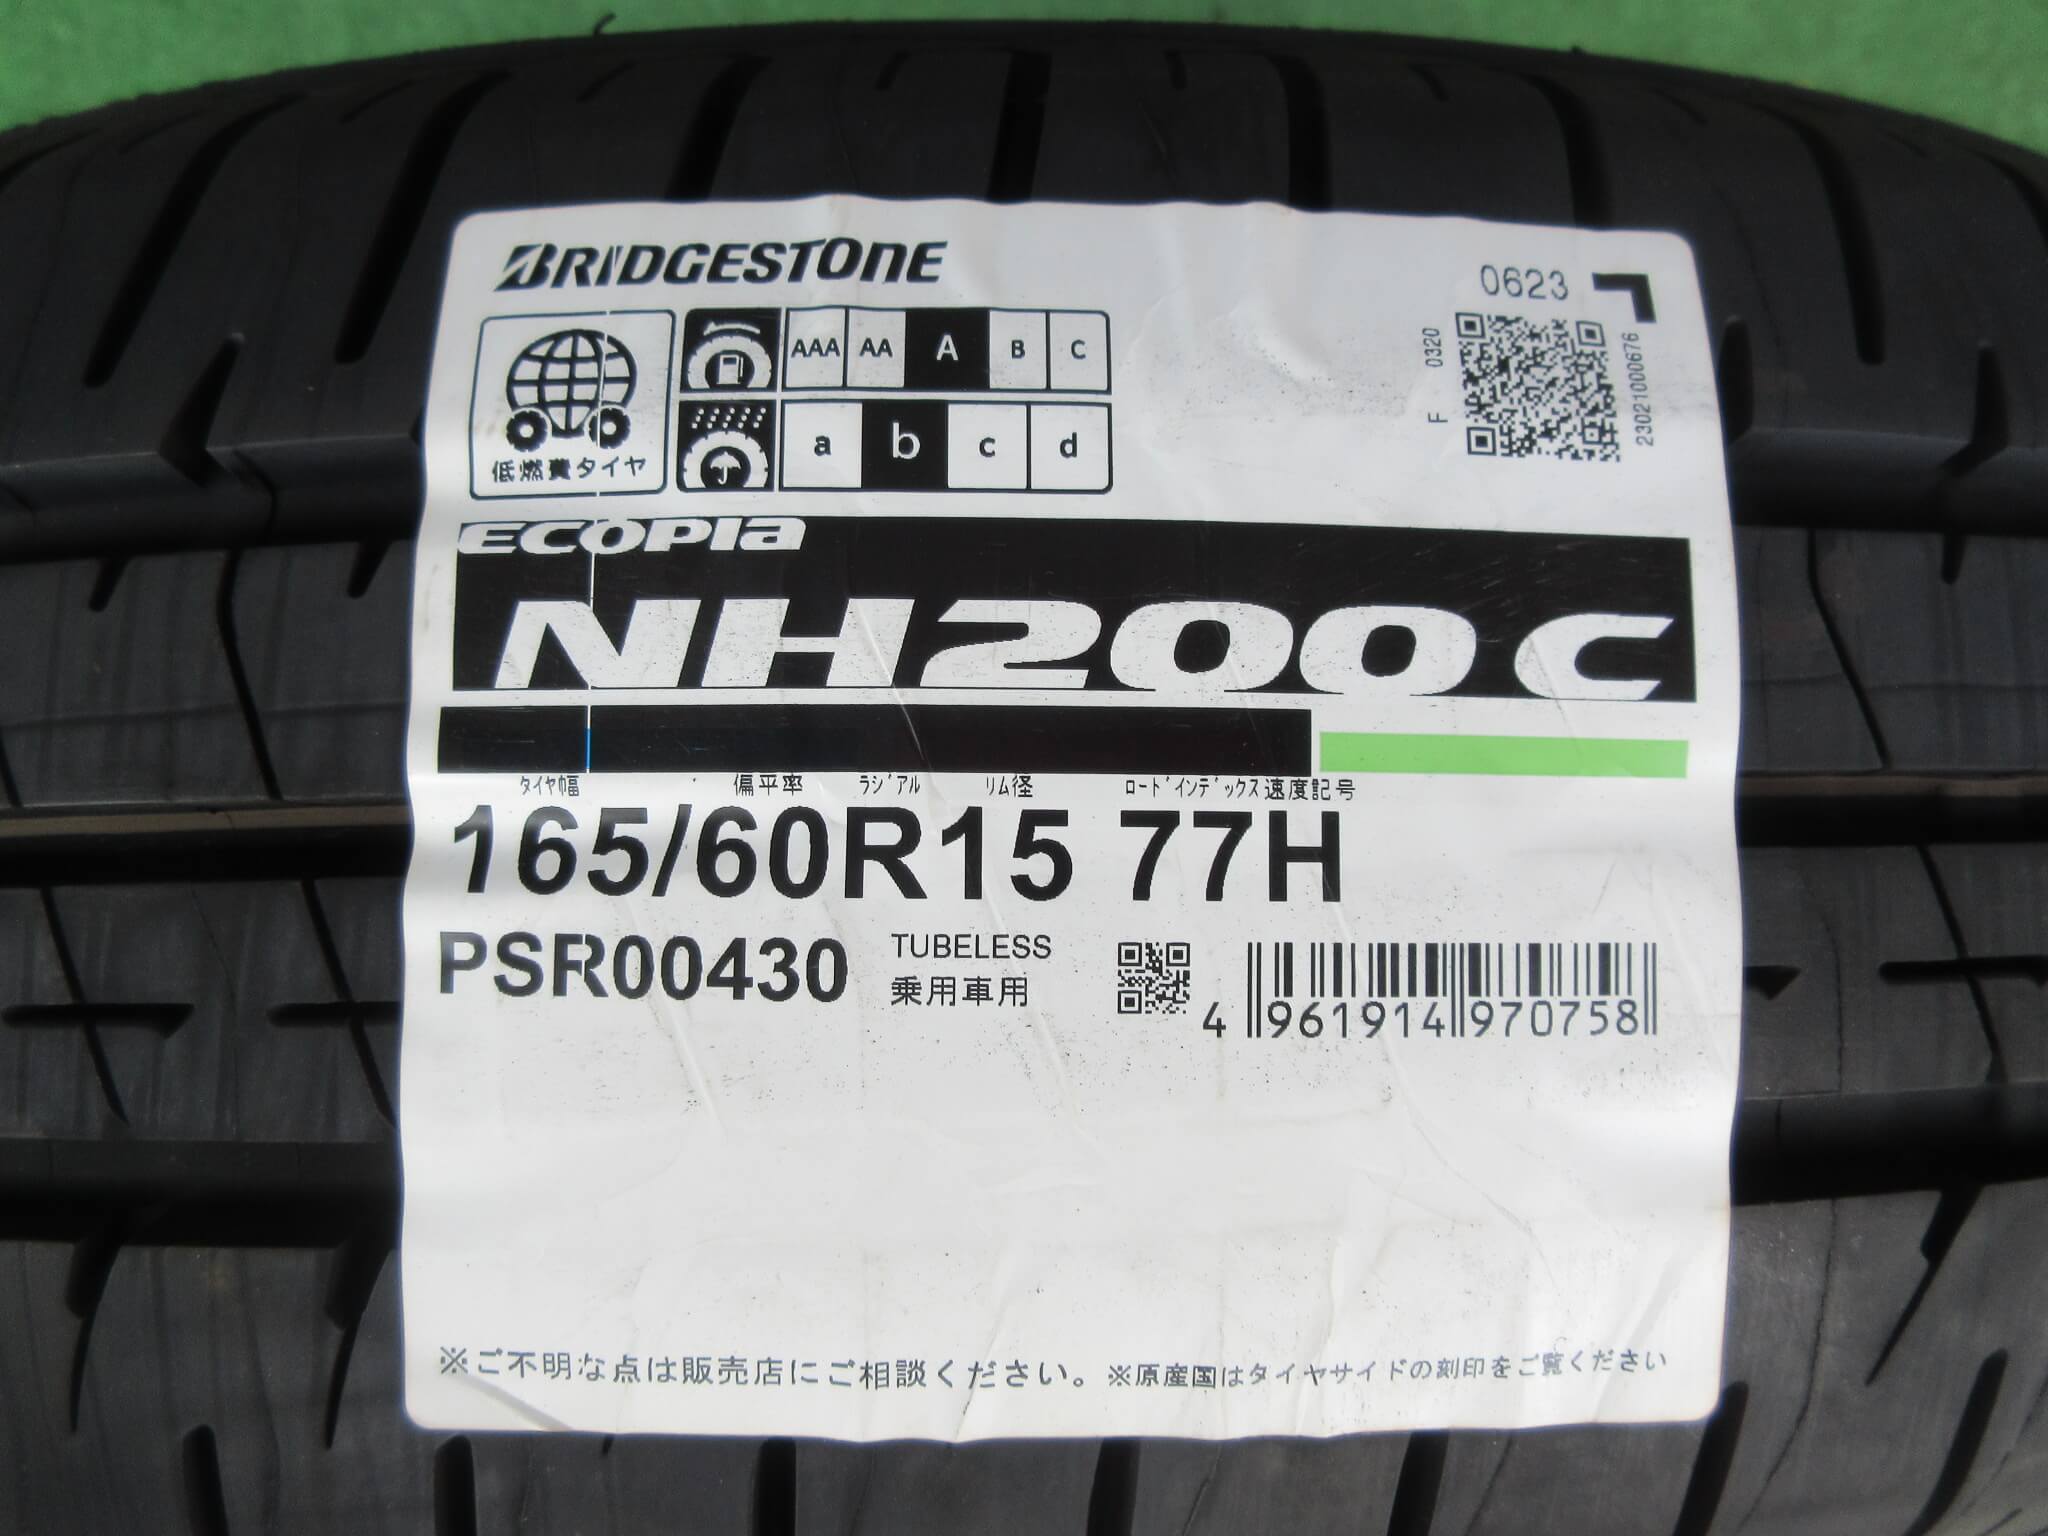 BRIDGESTONE
0623
F 0320
23021000676
AAA AA A B C
a b c d
低燃費タイヤ
ECOPIA
NH200 C
タイヤ幅 偏平率 ラジアル リム径 ロードインデックス 速度記号
165/60R15 77H
PSR00430
TUBELESS
乗用車用
4 961914 970758
※ご不明な点は販売店にご相談ください。 ※原産国はタイヤサイドの刻印をご覧ください